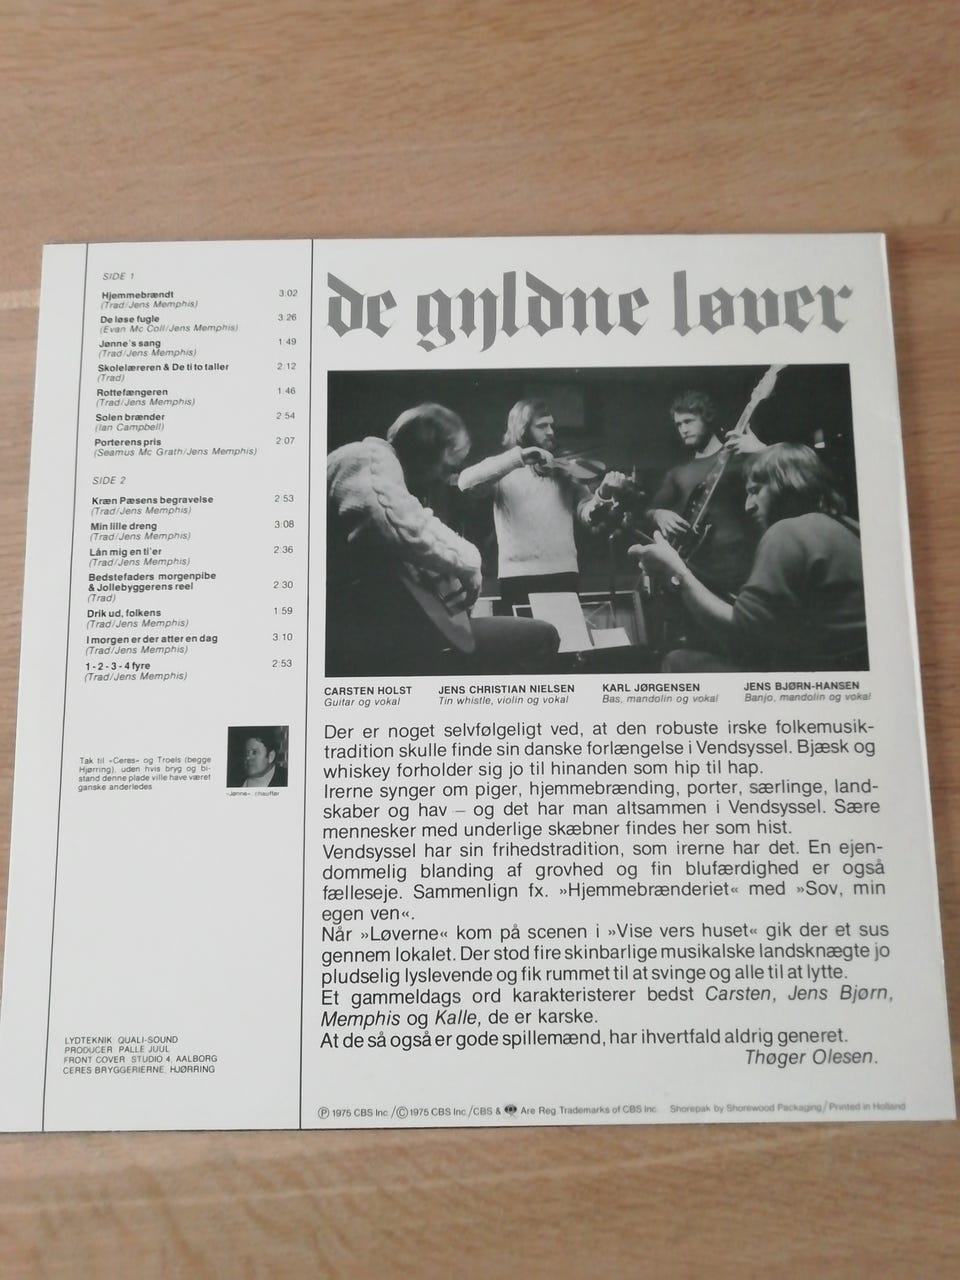 SIDE 1
Hjemmebrændt 3:02
(Trad/Jens Memphis)
De løse fugle 3 26
(Evan Mc Coll/Jens Memphis)
Jønne's sang 1 49
(Trad/Jens Memphis)
Skolelæreren & De ti to taller 2:12
(Trad)
Rottefængeren 1 46
(Trad/Jens Memphis)
Solen brænder 2 54
(Ian Campbell)
Porterens pris 2 07
(Seamus Mc Grath/Jens Memphis)
SIDE 2
Kræn Pæsens begravelse 2 53
(Trad/Jens Memphis)
Min lille dreng 3:08
(Trad/Jens Memphis)
Lån mig en ti'er 2:36
(Trad/Jens Memphis)
Bedstefaders morgenpibe
& Jollebyggerens reel 2 30
(Trad)
Drik ud, folkens 1 59
(Trad/Jens Memphis)
I morgen er der atter en dag 3 10
(Trad/Jens Memphis)
1 - 2 - 3 - 4 fyre 2:53
(Trad/Jens Memphis)
Tak til »Ceres« og Troels (begge
Hjørring), uden hvis bryg og bi-
stand denne plade ville have været
ganske anderledes
»Jønne« chauffør
LYDTEKNIK QUALI-SOUND
PRODUCER PALLE JUUL
FRONT COVER STUDIO 4, AALBORG
CERES BRYGGERIERNE, HJØRRING
de gyldne løver
CARSTEN HOLST JENS CHRISTIAN NIELSEN KARL JØRGENSEN JENS BJØRN-HANSEN
Guitar og vokal Tin whistle, violin og vokal Bas, mandolin og vokal Banjo, mandolin og vokal
Der er noget selvfølgeligt ved, at den robuste irske folkemusik-
tradition skulle finde sin danske forlængelse i Vendsyssel. Bjæsk og
whiskey forholder sig jo til hinanden som hip til hap.
Irerne synger om piger, hjemmebrænding, porter, særlinge, land-
skaber og hav – og det har man altsammen i Vendsyssel. Sære
mennesker med underlige skæbner findes her som hist.
Vendsyssel har sin frihedstradition, som irerne har det. En ejen-
dommelig blanding af grovhed og fin blufærdighed er også
fælleseje. Sammenlign fx. »Hjemmebrænderiet« med »Sov, min
egen ven«.
Når »Løverne« kom på scenen i »Vise vers huset« gik der et sus
gennem lokalet. Der stod fire skinbarlige musikalske landsknægte jo
pludselig lyslevende og fik rummet til at svinge og alle til at lytte.
Et gammeldags ord karakteriserer bedst Carsten, Jens Bjørn,
Memphis og Kalle, de er karske.
At de så også er gode spillemænd, har ihvertfald aldrig generet.
Thøger Olesen.
Ⓟ 1975 CBS Inc./Ⓒ 1975 CBS Inc./CBS & Are Reg. Trademarks of CBS Inc. Shorepak by Shorewood Packaging/Printed in Holland